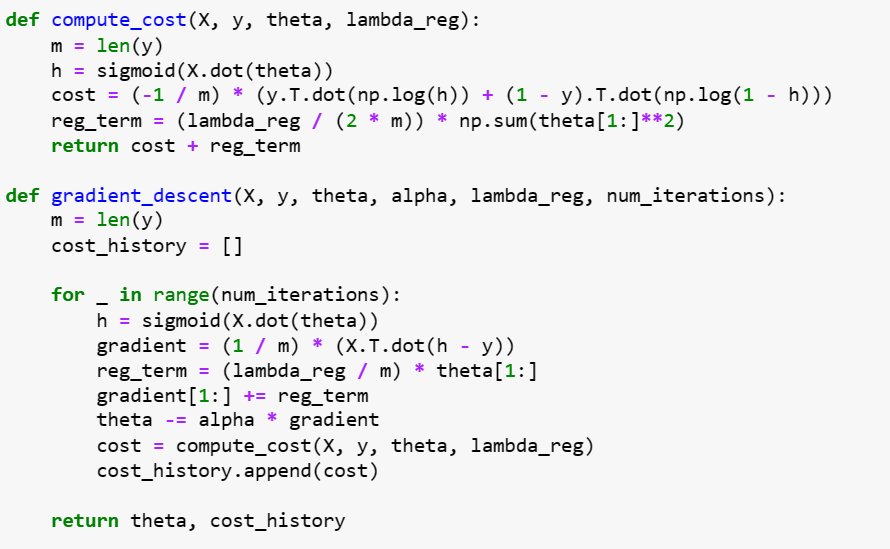 def compute_cost(X, y, theta, lambda_reg):
    m = len(y)
    h = sigmoid(X.dot(theta))
    cost = (-1 / m) * (y.T.dot(np.log(h)) + (1 - y).T.dot(np.log(1 - h)))
    reg_term = (lambda_reg / (2 * m)) * np.sum(theta[1:]**2)
    return cost + reg_term

def gradient_descent(X, y, theta, alpha, lambda_reg, num_iterations):
    m = len(y)
    cost_history = []

    for _ in range(num_iterations):
        h = sigmoid(X.dot(theta))
        gradient = (1 / m) * (X.T.dot(h - y))
        reg_term = (lambda_reg / m) * theta[1:]
        gradient[1:] += reg_term
        theta -= alpha * gradient
        cost = compute_cost(X, y, theta, lambda_reg)
        cost_history.append(cost)

    return theta, cost_history